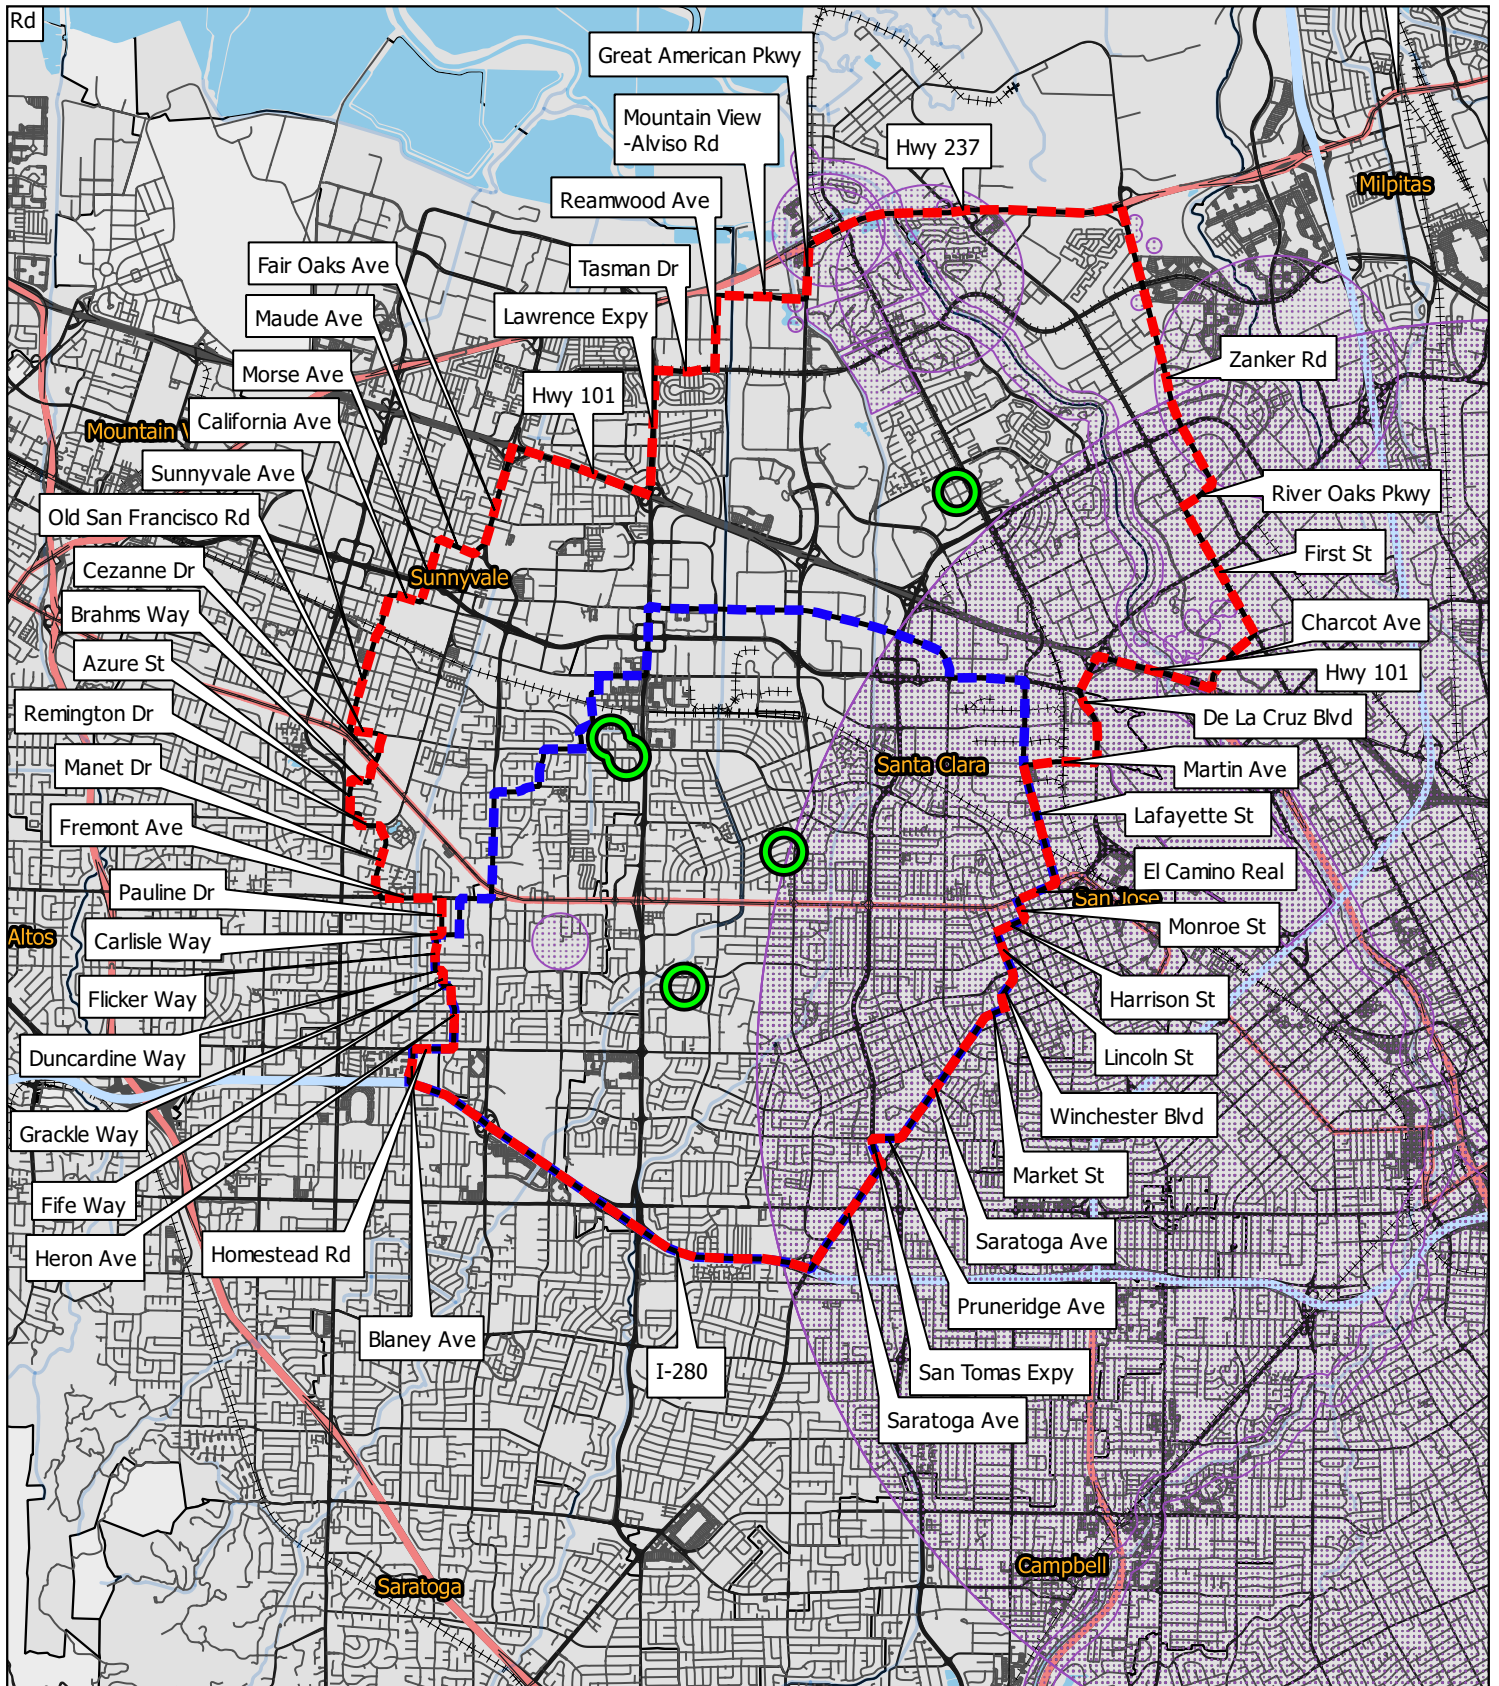 Rd
Great American Pkwy
Mountain View
-Alviso Rd
Hwy 237
Milpitas
Reamwood Ave
Fair Oaks Ave
Tasman Dr
Maude Ave
Lawrence Expy
Zanker Rd
Morse Ave
Hwy 101
California Ave
Mountain V
Sunnyvale Ave
River Oaks Pkwy
Old San Francisco Rd
First St
Cezanne Dr
Sunnyvale
Brahms Way
Charcot Ave
Azure St
Hwy 101
Remington Dr
De La Cruz Blvd
Manet Dr
Santa Clara
Martin Ave
Fremont Ave
Lafayette St
El Camino Real
Pauline Dr
San Jose
Altos
Carlisle Way
Monroe St
Flicker Way
Harrison St
Duncardine Way
Lincoln St
Grackle Way
Winchester Blvd
Market St
Fife Way
Heron Ave
Homestead Rd
Saratoga Ave
Pruneridge Ave
Blaney Ave
I-280
San Tomas Expy
Saratoga Ave
Campbell
Saratoga